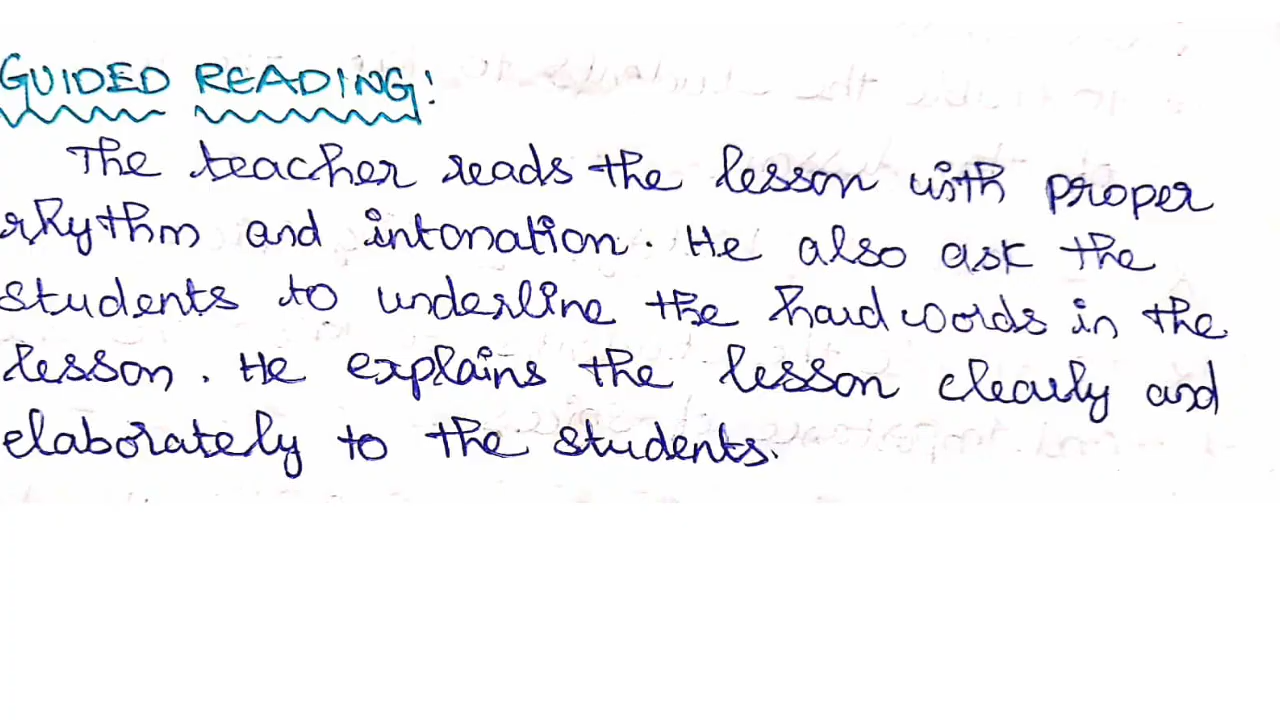 GUIDED READING:
The teacher reads the lesson with proper
rhythm and intonation. He also ask the
students to underline the hard words in the
lesson. He explains the lesson clearly and
elaborately to the students.